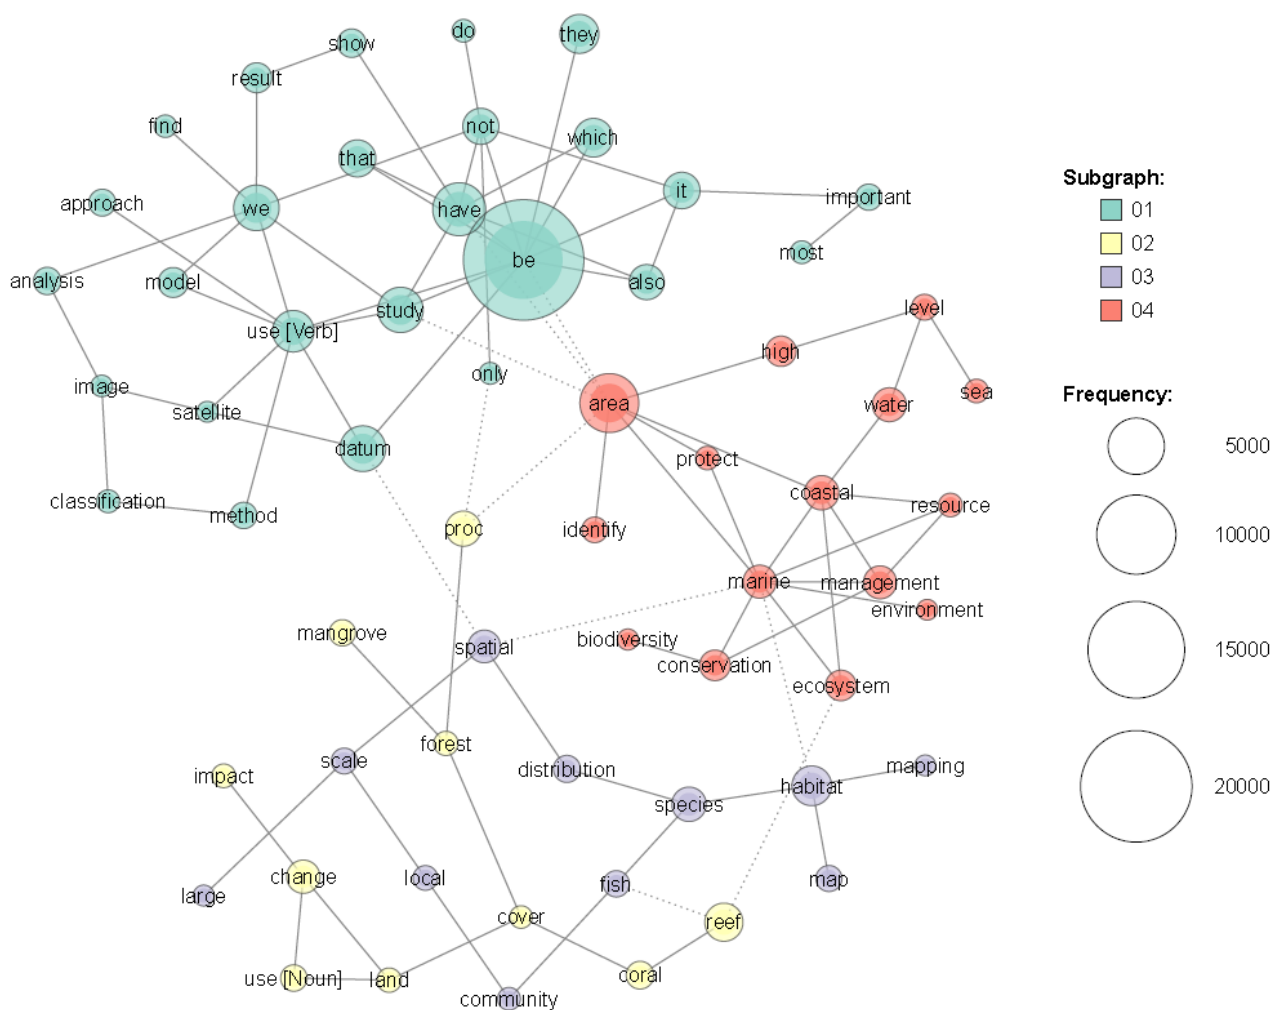 do
they
show
result
find
not
which
that
it
important
approach
we
have
most
be
analysis
model
also
study
level
use [Verb]
high
only
image
sea
satellite
area
water
datum
protect
coastal
classification
method
resource
proc
identify
marine
management
environment
mangrove
biodiversity
spatial
conservation
ecosystem
forest
scale
distribution
mapping
impact
habitat
species
change
local
fish
map
large
cover
reef
use [Noun]
land
coral
community
Subgraph:
01
02
03
04
Frequency:
5000
10000
15000
20000